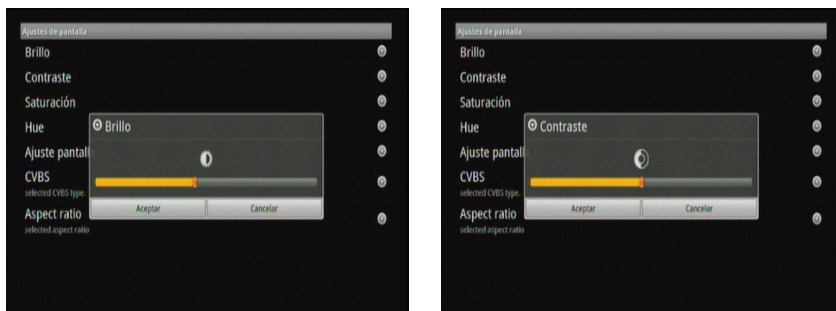 Ajustes de pantalla
Brillo
Contraste
Saturación
Hue
Ajuste pantall
CVBS
selected CVBS type.
Aspect ratio
selected aspect ratio
Brillo
Aceptar
Cancelar
Ajustes de pantalla
Brillo
Contraste
Saturación
Hue
Ajuste pantalla
CVBS
selected CVBS type.
Aspect ratio
selected aspect ratio
Contraste
Aceptar
Cancelar